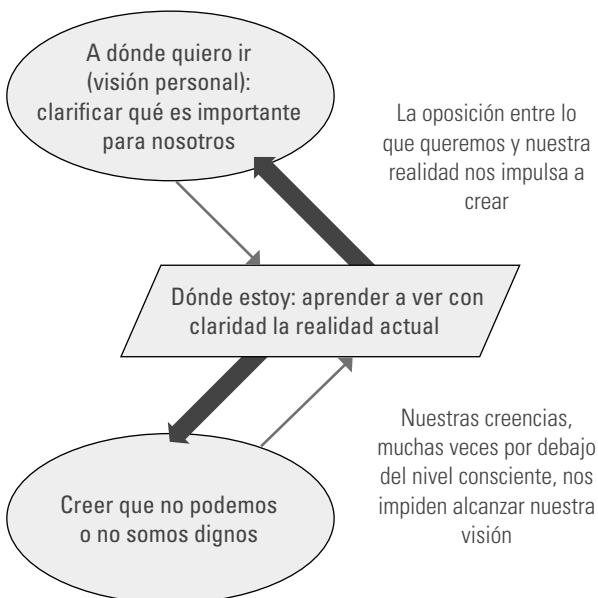 A dónde quiero ir
(visión personal):
clarificar qué es importante
para nosotros
La oposición entre lo
que queremos y nuestra
realidad nos impulsa a
crear
Dónde estoy: aprender a ver con
claridad la realidad actual
Nuestras creencias,
muchas veces por debajo
del nivel consciente, nos
impiden alcanzar nuestra
visión
Creer que no podemos
o no somos dignos